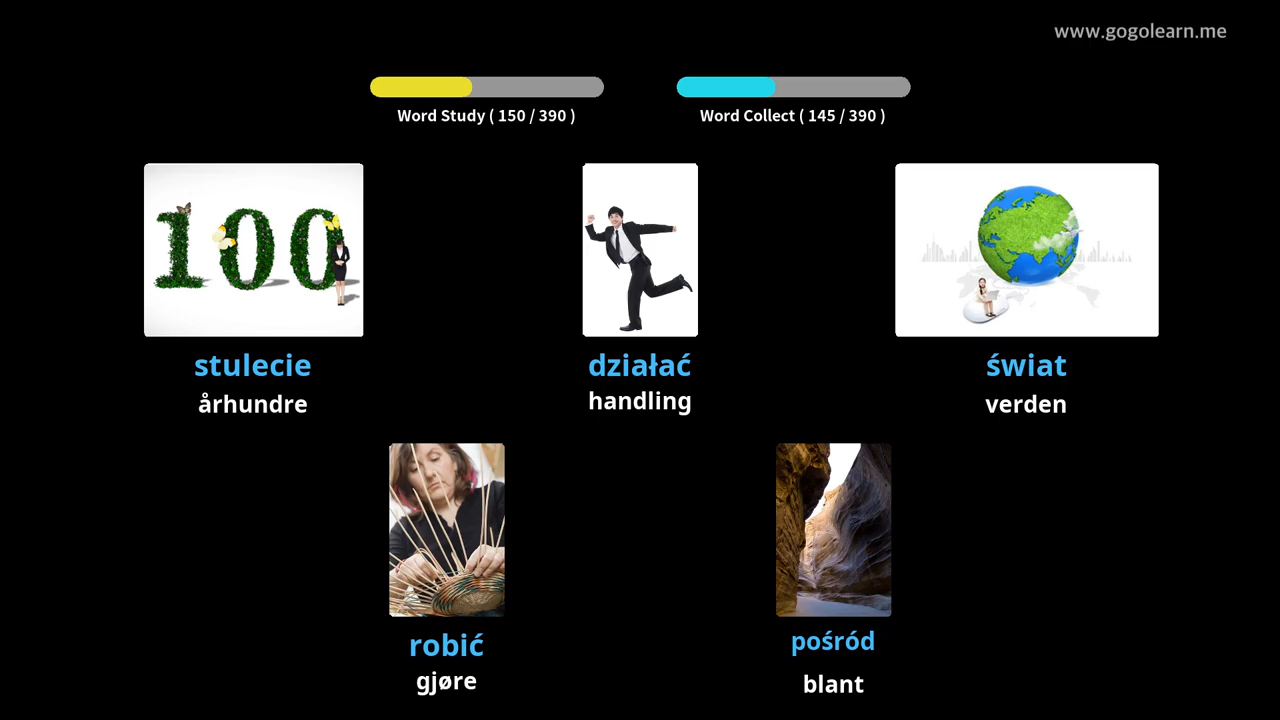 www.gogolearn.me
Word Study ( 150 / 390 )
Word Collect ( 145 / 390 )
100
stulecie
århundre
działać
handling
świat
verden
robić
gjøre
pośród
blant